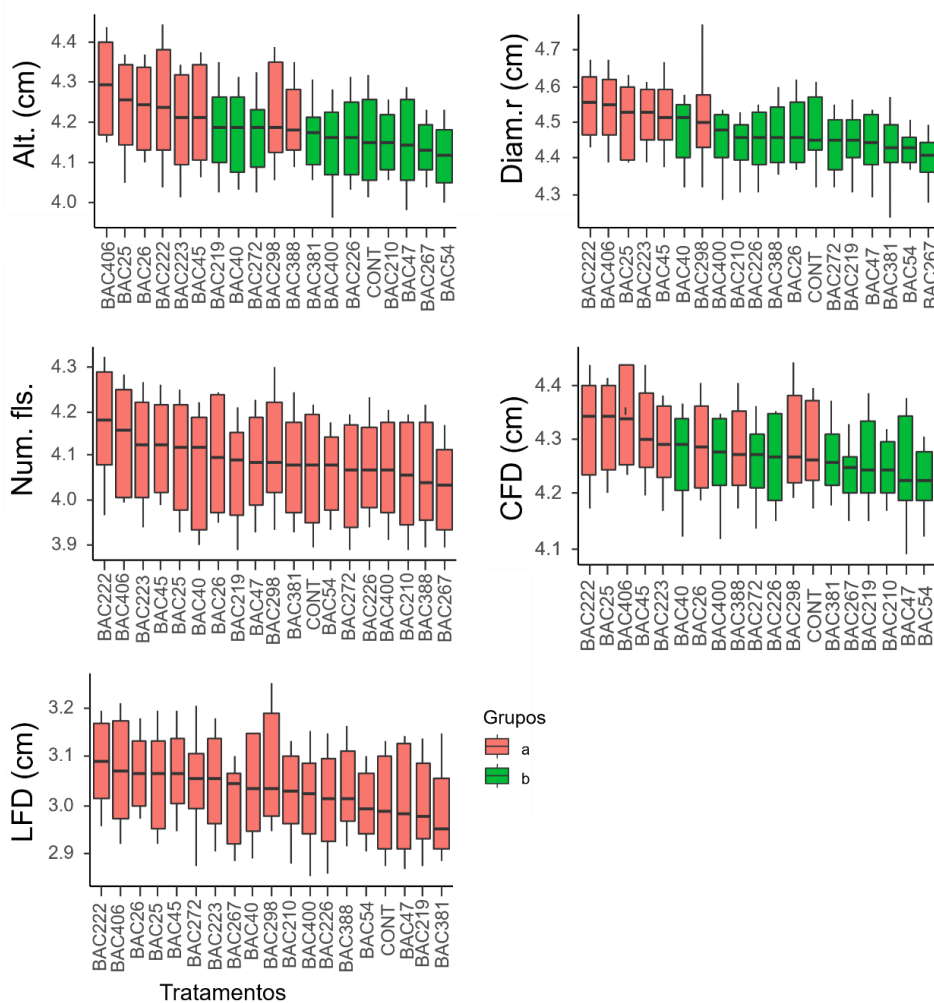 Alt. (cm)
4.4
4.3
4.2
4.1
4.0
BAC406 BAC25 BAC26 BAC222 BAC223 BAC45 BAC219 BAC40 BAC272 BAC298 BAC388 BAC381 BAC400 BAC226 CONT BAC210 BAC47 BAC267 BAC54
Diam.r (cm)
4.7
4.6
4.5
4.4
4.3
BAC222 BAC406 BAC25 BAC223 BAC45 BAC40 BAC298 BAC400 BAC210 BAC226 BAC388 BAC26 CONT BAC272 BAC219 BAC47 BAC381 BAC54 BAC267
Num. fls.
4.3
4.2
4.1
4.0
3.9
BAC222 BAC406 BAC223 BAC45 BAC25 BAC40 BAC26 BAC219 BAC47 BAC298 BAC381 CONT BAC54 BAC272 BAC226 BAC400 BAC210 BAC388 BAC267
CFD (cm)
4.4
4.3
4.2
4.1
BAC222 BAC25 BAC406 BAC45 BAC223 BAC40 BAC26 BAC400 BAC388 BAC272 BAC226 BAC298 CONT BAC381 BAC267 BAC219 BAC210 BAC47 BAC54
LFD (cm)
3.2
3.1
3.0
2.9
BAC222 BAC406 BAC26 BAC25 BAC45 BAC272 BAC223 BAC267 BAC40 BAC298 BAC210 BAC400 BAC226 BAC388 BAC54 CONT BAC47 BAC219 BAC381
Tratamentos
Grupos
a
b